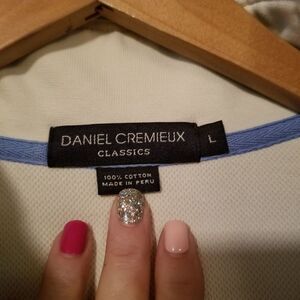 DANIEL CREMIEUX
CLASSICS
L
100% COTTON
MADE IN PERU